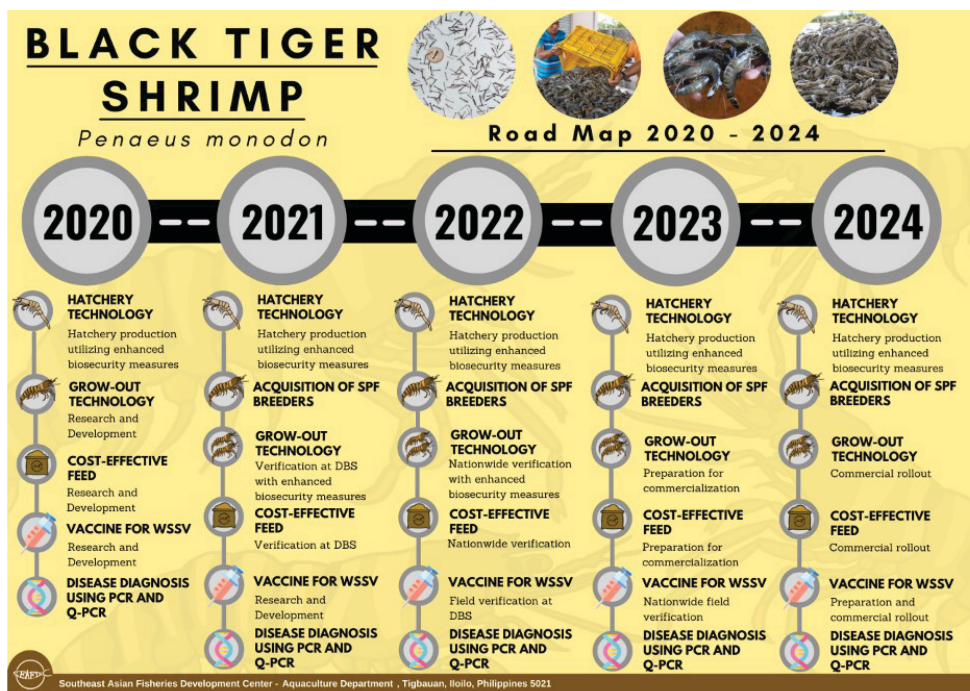 BLACK TIGER
SHRIMP
Penaeus monodon
Road Map 2020 - 2024
2020
2021
2022
2023
2024
HATCHERY
TECHNOLOGY
Hatchery production
utilizing enhanced
biosecurity measures
GROW-OUT
TECHNOLOGY
Research and
Development
COST-EFFECTIVE
FEED
Research and
Development
VACCINE FOR WSSV
Research and
Development
DISEASE DIAGNOSIS
USING PCR AND
Q-PCR
HATCHERY
TECHNOLOGY
Hatchery production
utilizing enhanced
biosecurity measures
ACQUISITION OF SPF
BREEDERS
GROW-OUT
TECHNOLOGY
Verification at DBS
with enhanced
biosecurity measures
COST-EFFECTIVE
FEED
Verification at DBS
VACCINE FOR WSSV
Research and
Development
DISEASE DIAGNOSIS
USING PCR AND
Q-PCR
HATCHERY
TECHNOLOGY
Hatchery production
utilizing enhanced
biosecurity measures
ACQUISITION OF SPF
BREEDERS
GROW-OUT
TECHNOLOGY
Nationwide verification
with enhanced
biosecurity measures
COST-EFFECTIVE
FEED
Nationwide verification
VACCINE FOR WSSV
Field verification at
DBS
DISEASE DIAGNOSIS
USING PCR AND
Q-PCR
HATCHERY
TECHNOLOGY
Hatchery production
utilizing enhanced
biosecurity measures
ACQUISITION OF SPF
BREEDERS
GROW-OUT
TECHNOLOGY
Preparation for
commercialization
COST-EFFECTIVE
FEED
Preparation for
commercialization
VACCINE FOR WSSV
Nationwide field
verification
DISEASE DIAGNOSIS
USING PCR AND
Q-PCR
HATCHERY
TECHNOLOGY
Hatchery production
utilizing enhanced
biosecurity measures
ACQUISITION OF SPF
BREEDERS
GROW-OUT
TECHNOLOGY
Commercial rollout
COST-EFFECTIVE
FEED
Commercial rollout
VACCINE FOR WSSV
Preparation and
commercial rollout
DISEASE DIAGNOSIS
USING PCR AND
Q-PCR
Southeast Asian Fisheries Development Center - Aquaculture Department , Tigbauan, Iloilo, Philippines 5021